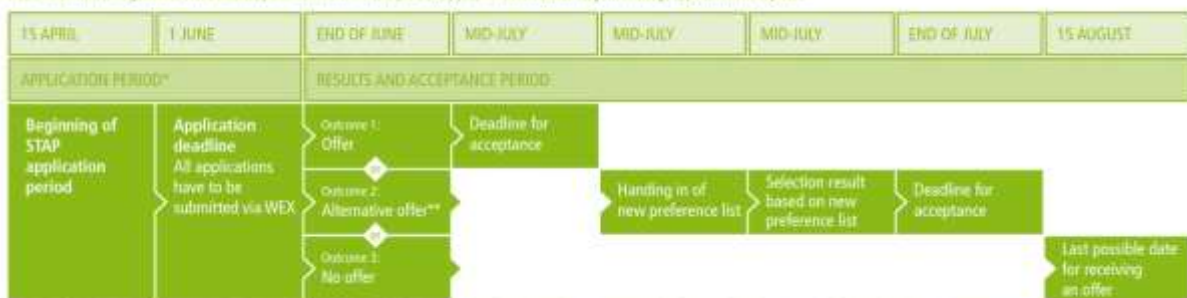 15 APRIL
1 JUNE
END OF JUNE
MID-JULY
MID-JULY
MID-JULY
END OF JULY
15 AUGUST
APPLICATION PERIOD*
RESULTS AND ACCEPTANCE PERIOD
Beginning of
STAP
application
period
Application
deadline
All applications
have to be
submitted via WEX
Outcome 1:
Offer
or
Outcome 2:
Alternative offer**
or
Outcome 3:
No offer
Deadline for
acceptance
Handing in of
new preference list
Selection result
based on new
preference list
Deadline for
acceptance
Last possible date
for receiving
an offer